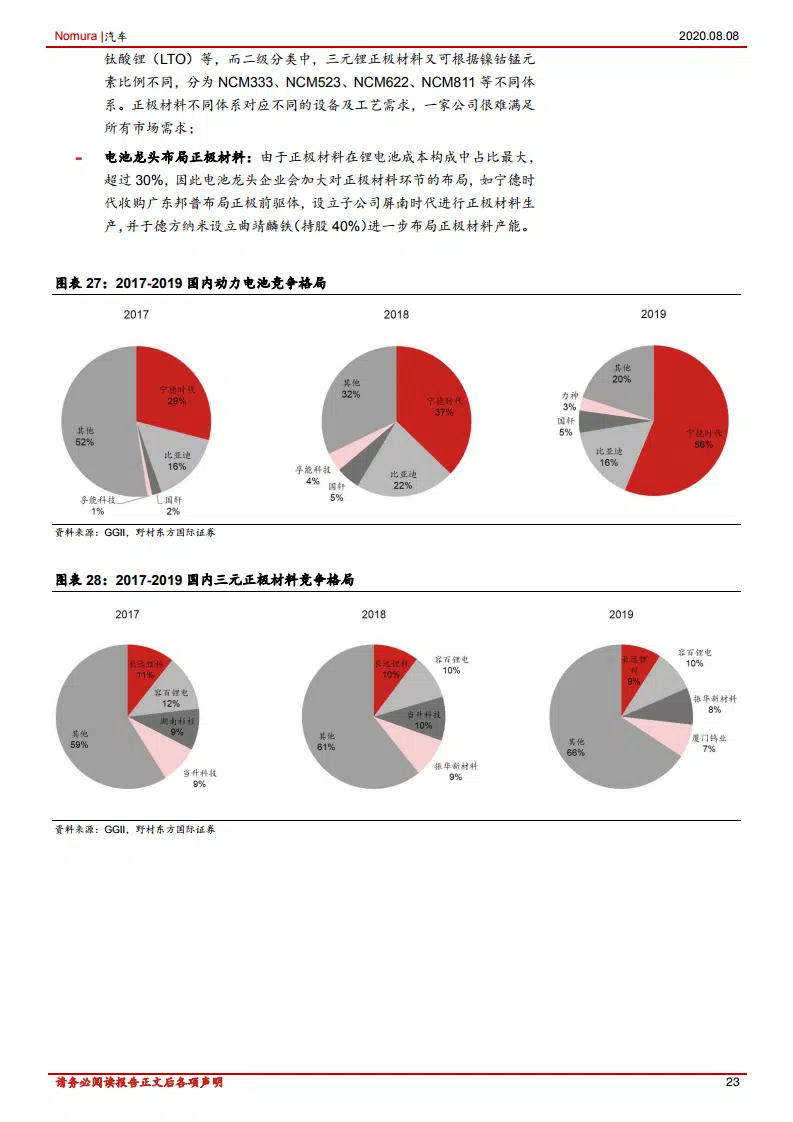 Nomura |汽车
2020.08.08
钛酸锂（LTO）等，而二级分类中，三元锂正极材料又可根据镍钴锰元
素比例不同，分为 NCM333、NCM523、NCM622、NCM811 等不同体
系。正极材料不同体系对应不同的设备及工艺需求，一家公司很难满足
所有市场需求；
- 电池龙头布局正极材料：由于正极材料在锂电池成本构成中占比最大，
超过 30%，因此电池龙头企业会加大对正极材料环节的布局，如宁德时
代收购广东邦普布局正极前驱体，设立子公司屏南时代进行正极材料生
产，并于德方纳米设立曲靖麟铁（持股 40%）进一步布局正极材料产能。
图表 27：2017-2019 国内动力电池竞争格局
2017
宁德时代
29%
比亚迪
16%
国轩
2%
孚能科技
1%
其他
52%
2018
宁德时代
37%
比亚迪
22%
国轩
5%
孚能科技
4%
其他
32%
2019
宁德时代
56%
比亚迪
16%
国轩
5%
力神
3%
其他
20%
资料来源：GGII，野村东方国际证券
图表 28：2017-2019 国内三元正极材料竞争格局
2017
长远锂科
11%
容百锂电
12%
湖南杉杉
9%
当升科技
9%
其他
59%
2018
长远锂科
10%
容百锂电
10%
当升科技
10%
振华新材料
9%
其他
61%
2019
长远锂
科
9%
容百锂电
10%
振华新材料
8%
厦门钨业
7%
其他
66%
资料来源：GGII，野村东方国际证券
请务必阅读报告正文后各项声明
23